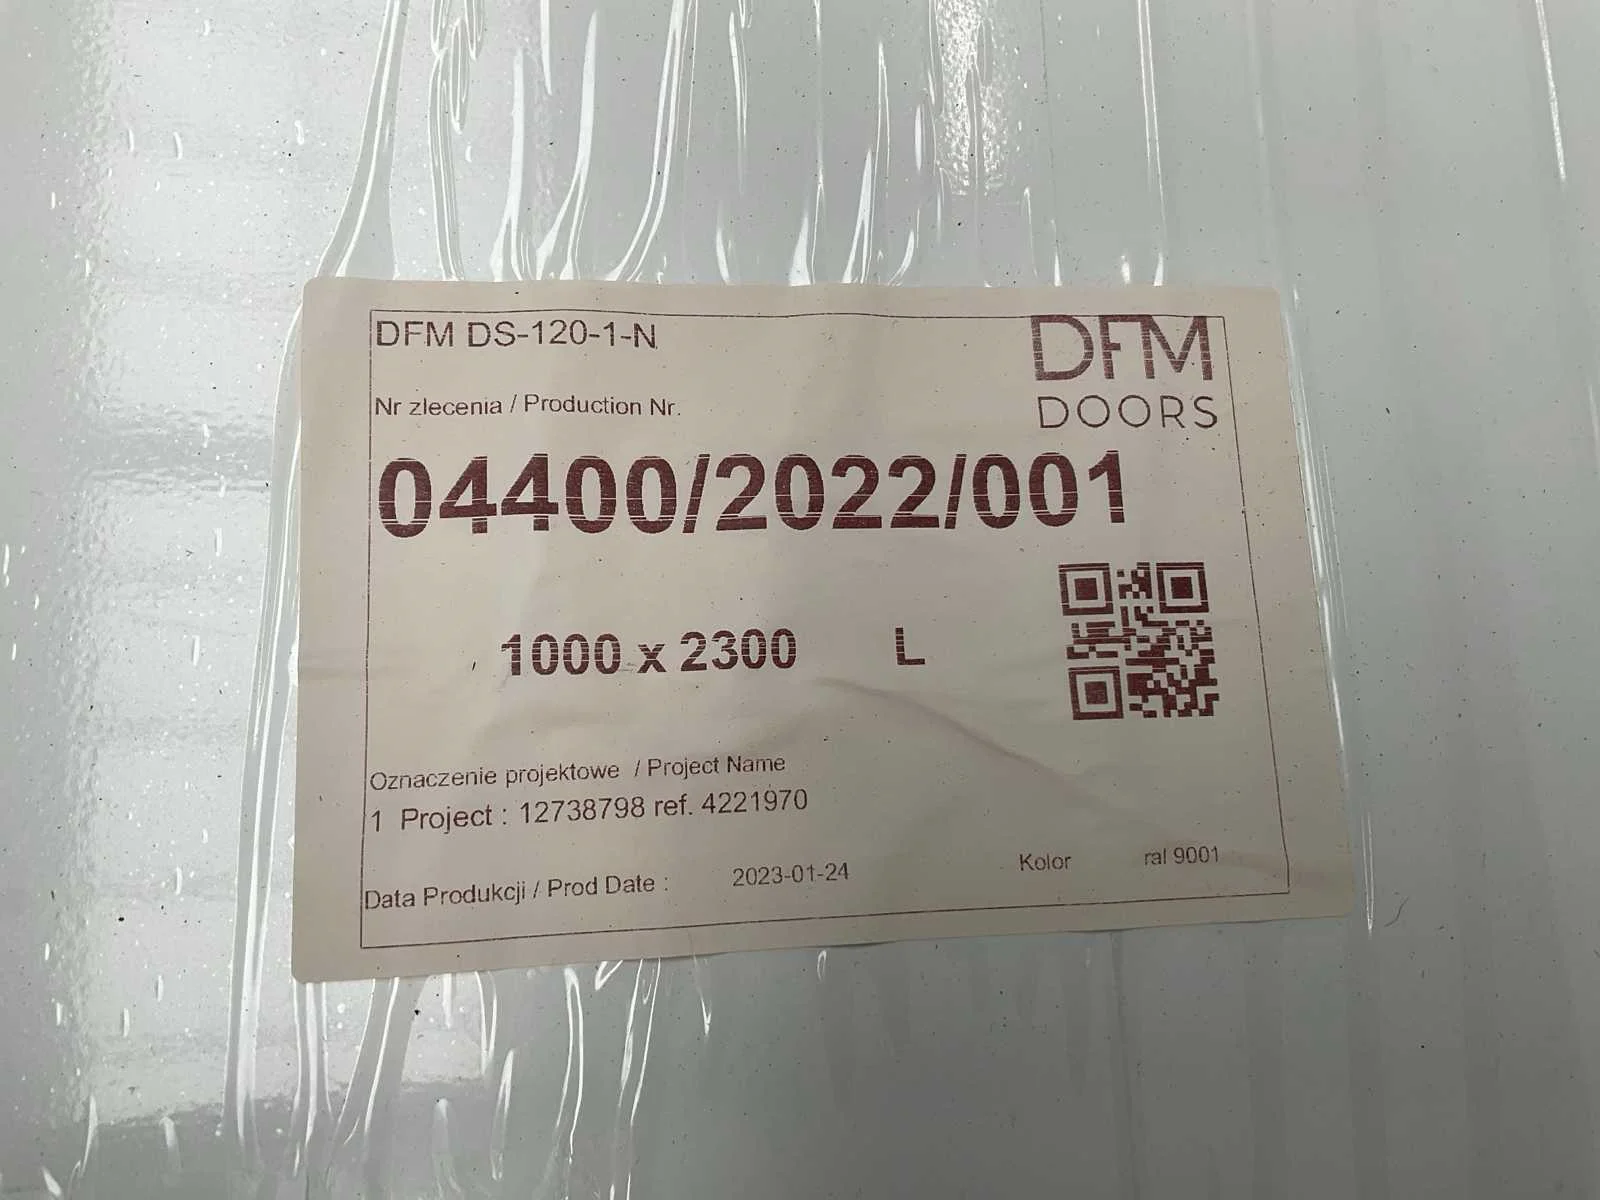 DFM DS-120-1-N
DFM
DOORS
Nr zlecenia / Production Nr.
04400/2022/001
1000 x 2300 L
Oznaczenie projektowe / Project Name
1 Project : 12738798 ref. 4221970
Data Produkcji / Prod Date : 2023-01-24 Kolor ral 9001